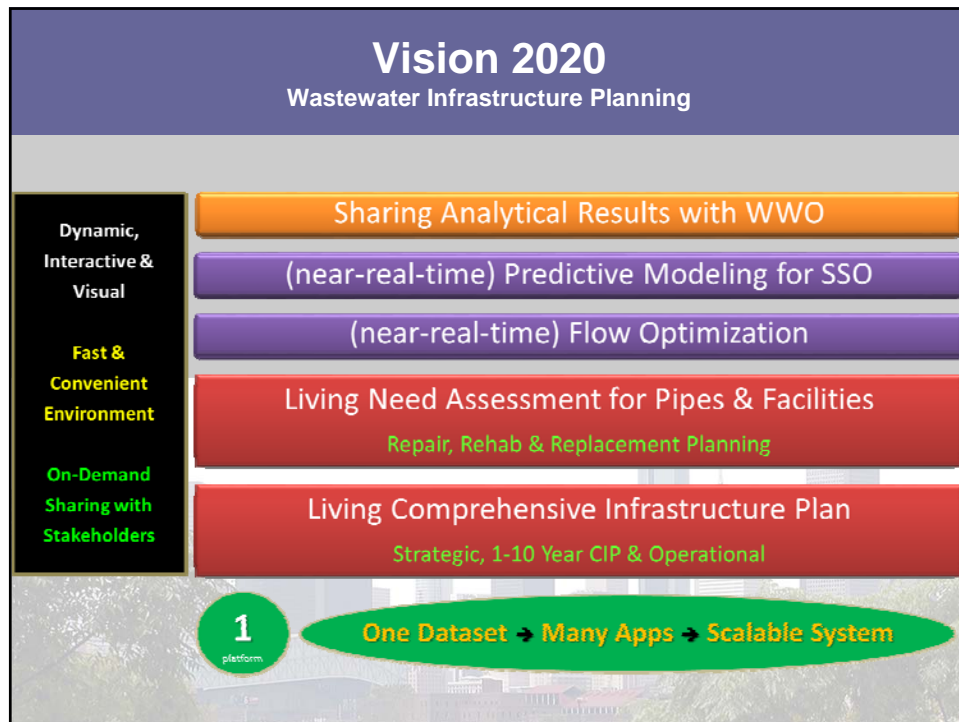 Vision 2020
Wastewater Infrastructure Planning
Dynamic,
Interactive &
Visual
Fast &
Convenient
Environment
On-Demand
Sharing with
Stakeholders
Sharing Analytical Results with WWO
(near-real-time) Predictive Modeling for SSO
(near-real-time) Flow Optimization
Living Need Assessment for Pipes & Facilities
Repair, Rehab & Replacement Planning
Living Comprehensive Infrastructure Plan
Strategic, 1-10 Year CIP & Operational
1
platform
One Dataset → Many Apps → Scalable System